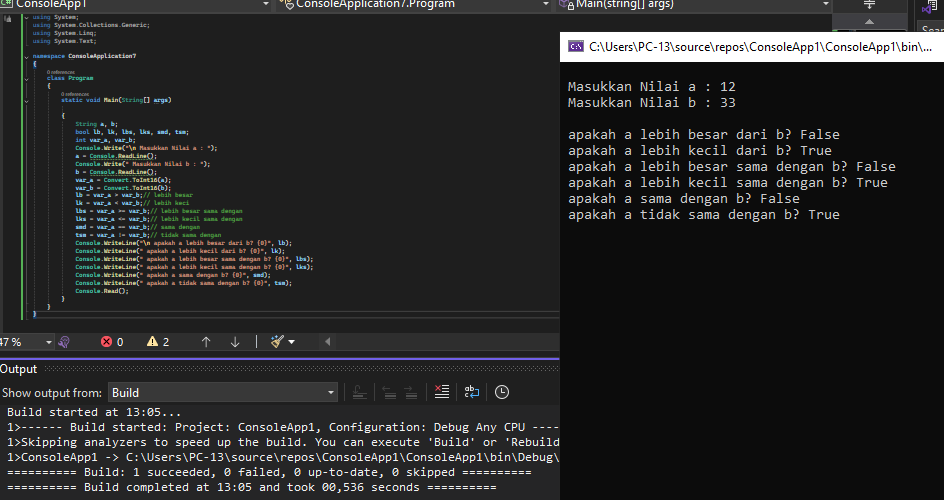 ConsoleApp1
ConsoleApplication7.Program
Main(string[] args)
using System;
using System.Collections.Generic;
using System.Linq;
using System.Text;
namespace ConsoleApplication7
{
0 references
class Program
{
0 references
static void Main(String[] args)
{
String a, b;
bool lb, lk, lbs, lks, smd, tsm;
int var_a, var_b;
Console.Write("\n Masukkan Nilai a : ");
a = Console.ReadLine();
Console.Write(" Masukkan Nilai b : ");
b = Console.ReadLine();
var_a = Convert.ToInt16(a);
var_b = Convert.ToInt16(b);
lb = var_a > var_b;// lebih besar
lk = var_a < var_b;// lebih keci
lbs = var_a >= var_b;// lebih besar sama dengan
lks = var_a <= var_b;// lebih kecil sama dengan
smd = var_a == var_b;// sama dengan
tsm = var_a != var_b;// tidak sama dengan
Console.WriteLine("\n apakah a lebih besar dari b? {0}", lb);
Console.WriteLine(" apakah a lebih kecil dari b? {0}", lk);
Console.WriteLine(" apakah a lebih besar sama dengan b? {0}", lbs);
Console.WriteLine(" apakah a lebih kecil sama dengan b? {0}", lks);
Console.WriteLine(" apakah a sama dengan b? {0}", smd);
Console.WriteLine(" apakah a tidak sama dengan b? {0}", tsm);
Console.Read();
}
}
}
47 %
0
2
Output
Show output from: Build
Build started at 13:05...
1>------ Build started: Project: ConsoleApp1, Configuration: Debug Any CPU ----
1>Skipping analyzers to speed up the build. You can execute 'Build' or 'Rebuild
1>ConsoleApp1 -> C:\Users\PC-13\source\repos\ConsoleApp1\ConsoleApp1\bin\Debug\
========== Build: 1 succeeded, 0 failed, 0 up-to-date, 0 skipped ==========
========== Build completed at 13:05 and took 00,536 seconds ==========
C:\Users\PC-13\source\repos\ConsoleApp1\ConsoleApp1\bin\...
Masukkan Nilai a : 12
Masukkan Nilai b : 33
apakah a lebih besar dari b? False
apakah a lebih kecil dari b? True
apakah a lebih besar sama dengan b? False
apakah a lebih kecil sama dengan b? True
apakah a sama dengan b? False
apakah a tidak sama dengan b? True